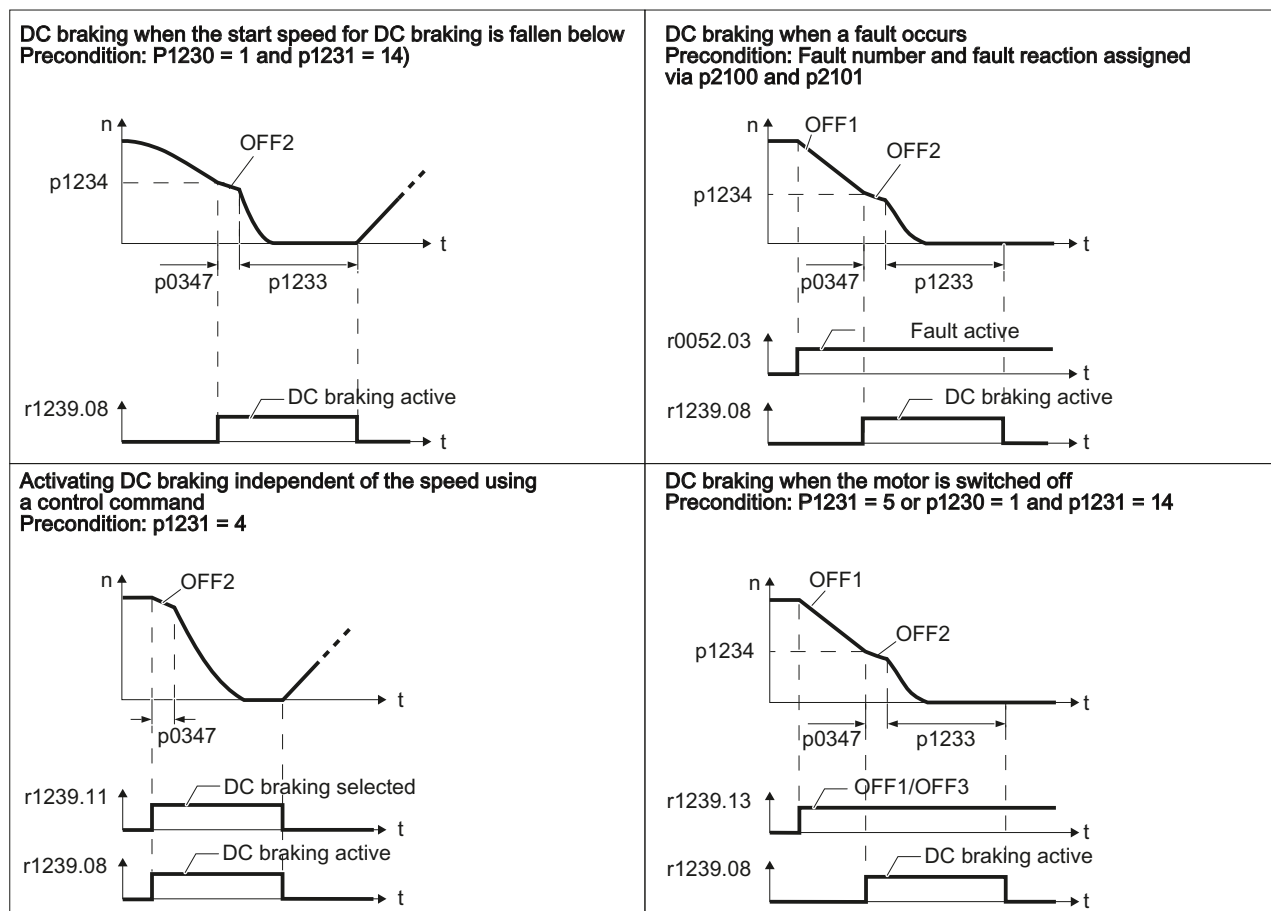 DC braking when the start speed for DC braking is fallen below
Precondition: P1230 = 1 and p1231 = 14)
n
OFF2
p1234
t
p0347
p1233
r1239.08
DC braking active
t
DC braking when a fault occurs
Precondition: Fault number and fault reaction assigned
via p2100 and p2101
n
OFF1
OFF2
p1234
t
p0347
p1233
r0052.03
Fault active
t
r1239.08
DC braking active
t
Activating DC braking independent of the speed using
a control command
Precondition: p1231 = 4
n
OFF2
t
p0347
r1239.11
DC braking selected
t
r1239.08
DC braking active
t
DC braking when the motor is switched off
Precondition: P1231 = 5 or p1230 = 1 and p1231 = 14
n
OFF1
OFF2
p1234
t
p0347
p1233
r1239.13
OFF1/OFF3
t
r1239.08
DC braking active
t